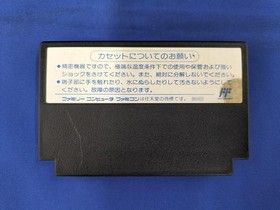 カセットについてのお願い
●精密機器ですので、極端な温度条件下での使用や保管および強い
ショックをさけてください。また、絶対に分解しないでください。
●端子部に手を触れたり、水にぬらしたりして汚さないようにして
ください。故障の原因となります。
ファミリーコンピュータ ファミコンは任天堂の商標です。
FF